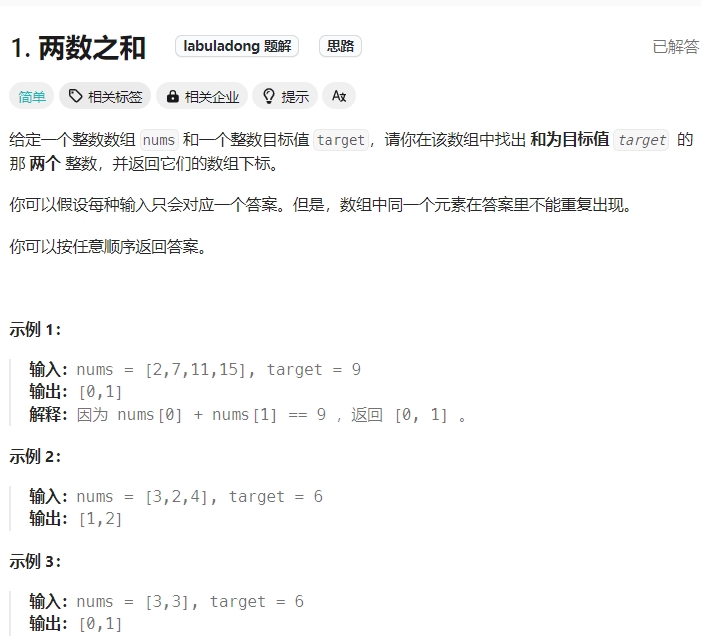 1. 两数之和 labuladong 题解 思路 已解答
简单 相关标签 相关企业 提示 Az
给定一个整数数组 nums 和一个整数目标值 target，请你在该数组中找出 和为目标值 target 的
那 两个 整数，并返回它们的数组下标。
你可以假设每种输入只会对应一个答案。但是，数组中同一个元素在答案里不能重复出现。
你可以按任意顺序返回答案。
示例 1：
输入：nums = [2,7,11,15], target = 9
输出：[0,1]
解释：因为 nums[0] + nums[1] == 9 ，返回 [0, 1] 。
示例 2：
输入：nums = [3,2,4], target = 6
输出：[1,2]
示例 3：
输入：nums = [3,3], target = 6
输出：[0,1]